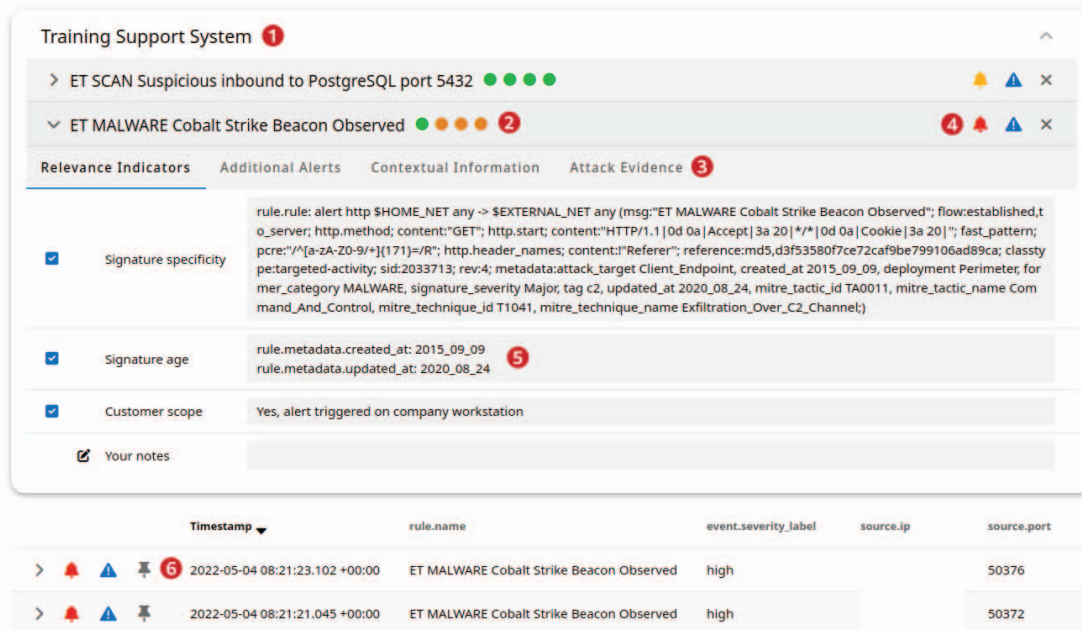 Training Support System 1
ET SCAN Suspicious inbound to PostgreSQL port 5432
ET MALWARE Cobalt Strike Beacon Observed 2 4
Relevance Indicators Additional Alerts Contextual Information Attack Evidence 3
rule.rule: alert http $HOME_NET any -> $EXTERNAL_NET any (msg:"ET MALWARE Cobalt Strike Beacon Observed"; flow:established,t
o_server; http.method; content:"GET"; http.start; content:"HTTP/1.1|0d 0a|Accept|3a 20|*/*|0d 0a|Cookie|3a 20|"; fast_pattern;
pcre:"/^[a-zA-Z0-9/+]{171}=/R"; http.header_names; content:!"Referer"; reference:md5,d3f53580f7ce72caf9be799106ad89ca; classty
Signature specificity
pe:targeted-activity; sid:2033713; rev:4; metadata:attack_target Client_Endpoint, created_at 2015_09_09, deployment Perimeter, for
mer_category MALWARE, signature_severity Major, tag c2, updated_at 2020_08_24, mitre_tactic_id TA0011, mitre_tactic_name Com
mand_And_Control, mitre_technique_id T1041, mitre_technique_name Exfiltration_Over_C2_Channel;)
Signature age
rule.metadata.created_at: 2015_09_09
rule.metadata.updated_at: 2020_08_24
5
Customer scope Yes, alert triggered on company workstation
Your notes
Timestamp rule.name event.severity_label source.ip source.port
6 2022-05-04 08:21:23.102 +00:00 ET MALWARE Cobalt Strike Beacon Observed high 50376
2022-05-04 08:21:21.045 +00:00 ET MALWARE Cobalt Strike Beacon Observed high 50372